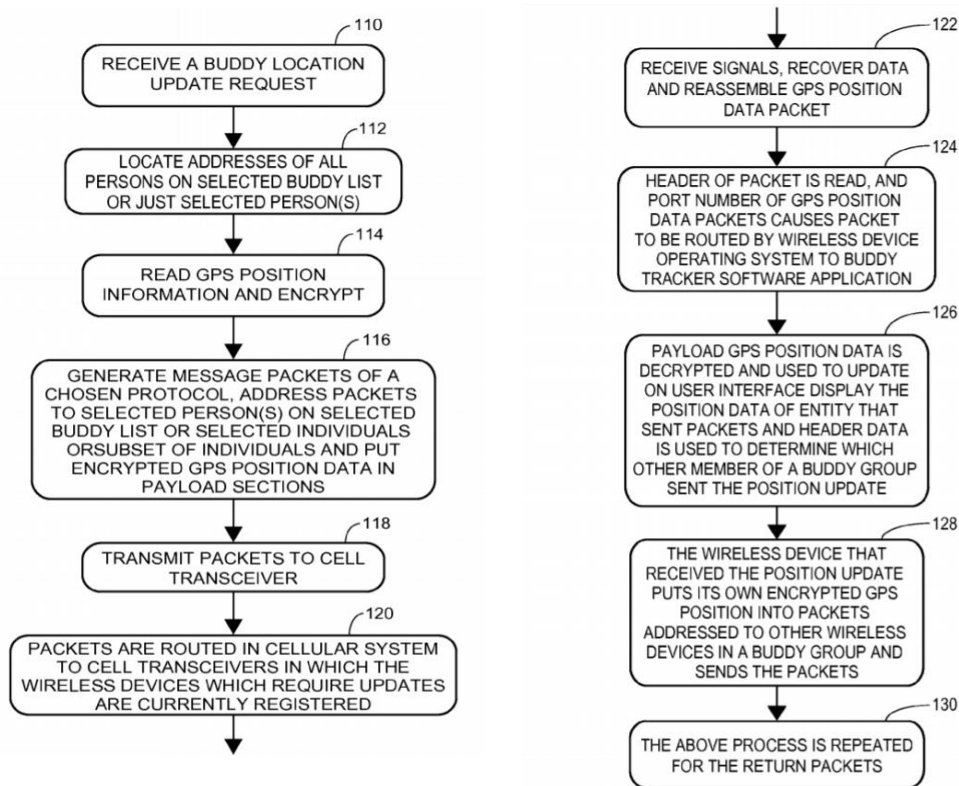 110
RECEIVE A BUDDY LOCATION
UPDATE REQUEST
112
LOCATE ADDRESSES OF ALL
PERSONS ON SELECTED BUDDY LIST
OR JUST SELECTED PERSON(S)
114
READ GPS POSITION
INFORMATION AND ENCRYPT
116
GENERATE MESSAGE PACKETS OF A
CHOSEN PROTOCOL, ADDRESS PACKETS
TO SELECTED PERSON(S) ON SELECTED
BUDDY LIST OR SELECTED INDIVIDUALS
ORSUBSET OF INDIVIDUALS AND PUT
ENCRYPTED GPS POSITION DATA IN
PAYLOAD SECTIONS
118
TRANSMIT PACKETS TO CELL
TRANSCEIVER
120
PACKETS ARE ROUTED IN CELLULAR SYSTEM
TO CELL TRANSCEIVERS IN WHICH THE
WIRELESS DEVICES WHICH REQUIRE UPDATES
ARE CURRENTLY REGISTERED
122
RECEIVE SIGNALS, RECOVER DATA
AND REASSEMBLE GPS POSITION
DATA PACKET
124
HEADER OF PACKET IS READ, AND
PORT NUMBER OF GPS POSITION
DATA PACKETS CAUSES PACKET
TO BE ROUTED BY WIRELESS DEVICE
OPERATING SYSTEM TO BUDDY
TRACKER SOFTWARE APPLICATION
126
PAYLOAD GPS POSITION DATA IS
DECRYPTED AND USED TO UPDATE
ON USER INTERFACE DISPLAY THE
POSITION DATA OF ENTITY THAT
SENT PACKETS AND HEADER DATA
IS USED TO DETERMINE WHICH
OTHER MEMBER OF A BUDDY GROUP
SENT THE POSITION UPDATE
128
THE WIRELESS DEVICE THAT
RECEIVED THE POSITION UPDATE
PUTS ITS OWN ENCRYPTED GPS
POSITION INTO PACKETS
ADDRESSED TO OTHER WIRELESS
DEVICES IN A BUDDY GROUP AND
SENDS THE PACKETS
130
THE ABOVE PROCESS IS REPEATED
FOR THE RETURN PACKETS